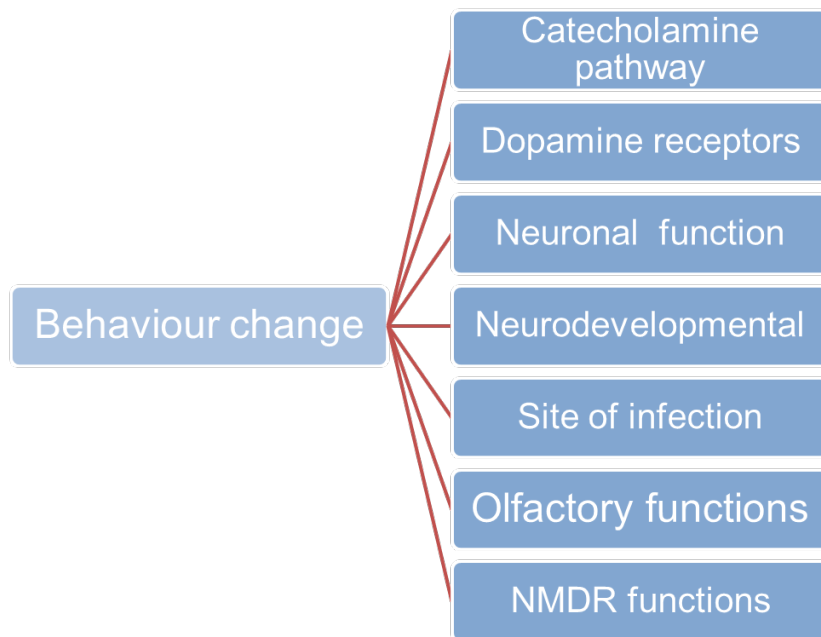 Catecholamine
pathway
Dopamine receptors
Neuronal function
Behaviour change
Neurodevelopmental
Site of infection
Olfactory functions
NMDR functions